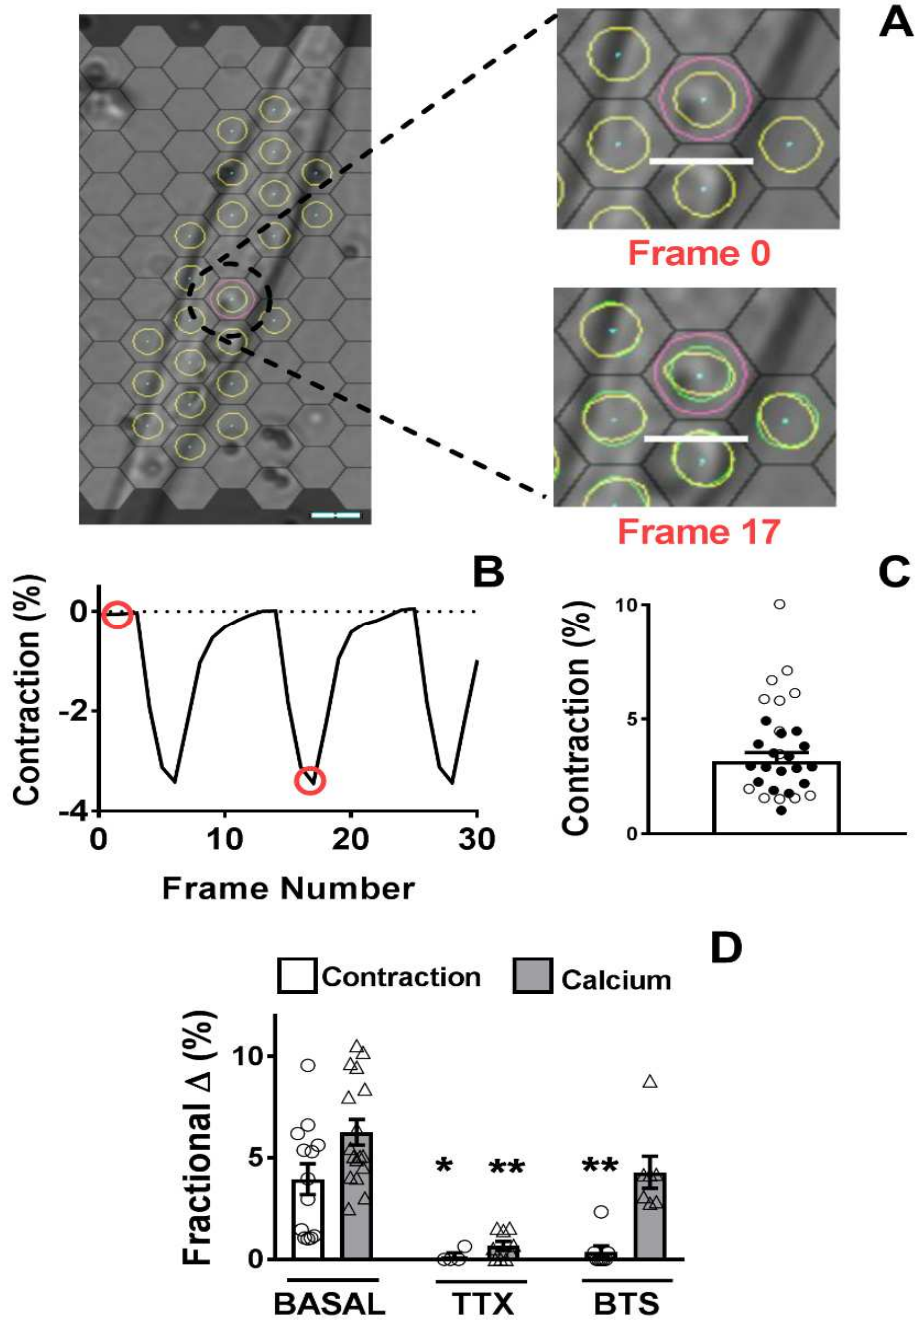 A
Frame 0
Frame 17
B
Contraction (%)
0
-2
-4
0
10
20
30
Frame Number
C
Contraction (%)
10
5
0
D
Contraction
Calcium
Fractional Δ (%)
10
5
0
*
**
**
BASAL
TTX
BTS